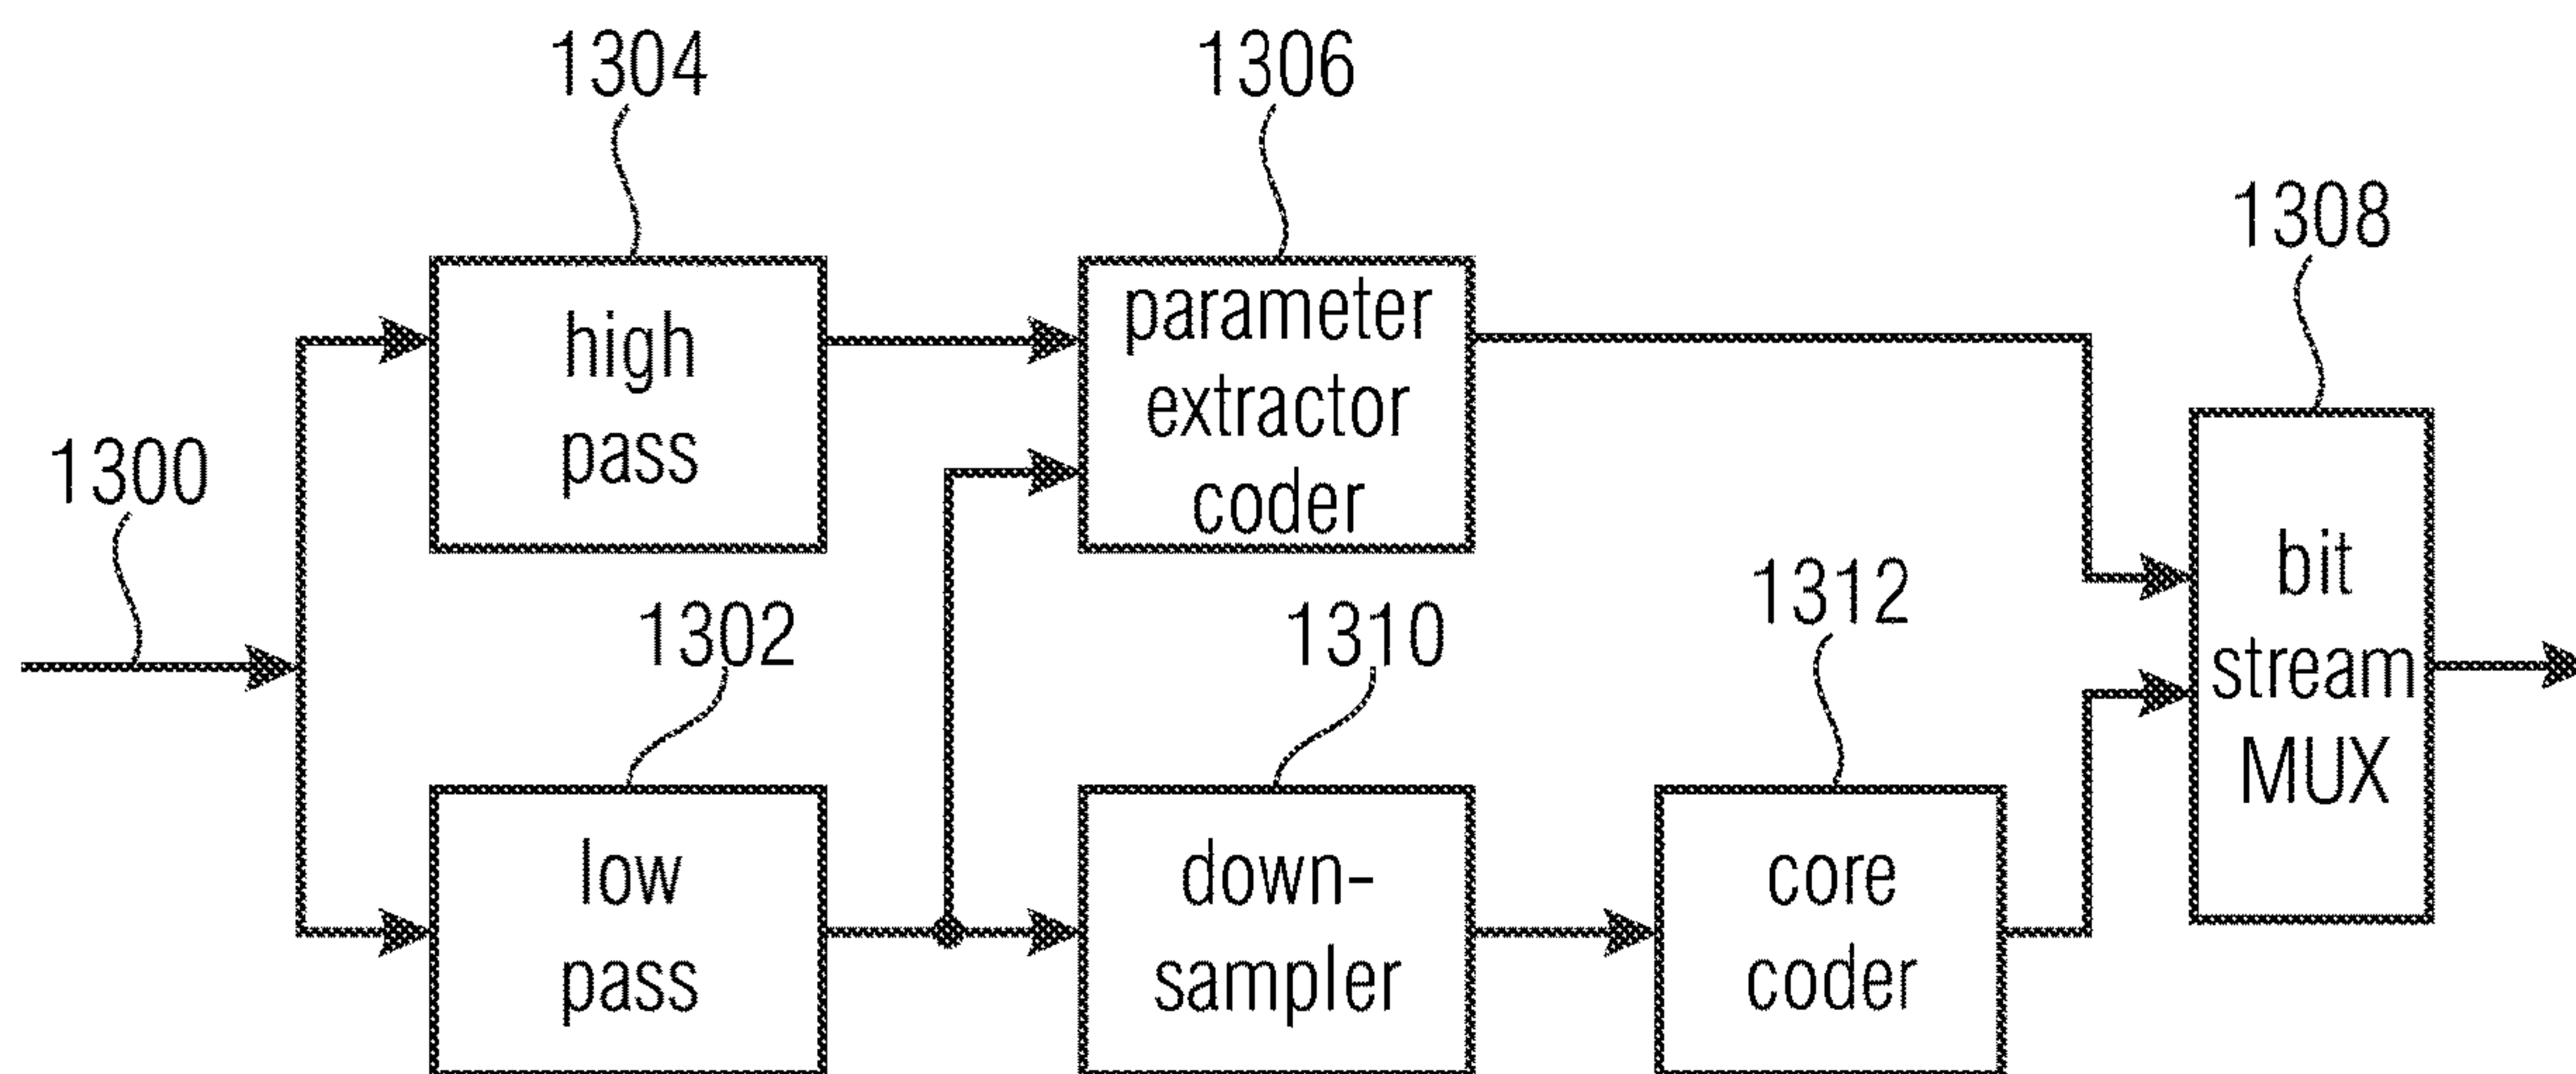 1304
1306
1308
high
pass
parameter
extractor
coder
1300
1302
1310
1312
bit
stream
MUX
low
pass
down-
sampler
core
coder